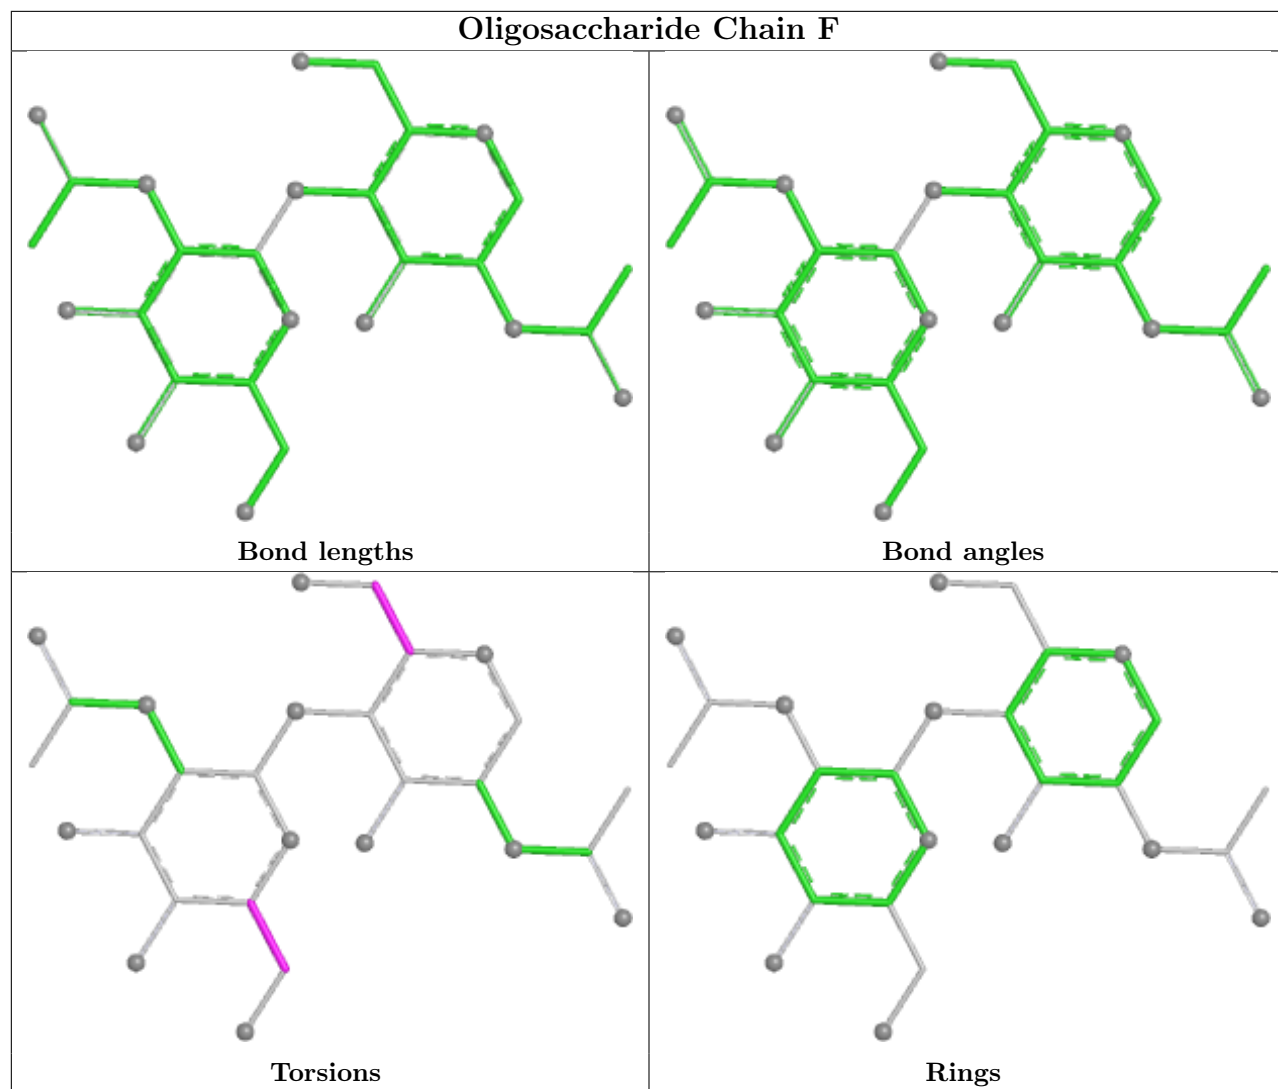 Oligosaccharide Chain F
Bond lengths
Bond angles
Torsions
Rings